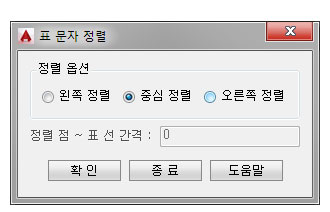 표 문자 정렬
정렬 옵션
왼쪽 정렬 중심 정렬 오른쪽 정렬
정렬 점 ~ 표 선 간격 : 0
확 인 종 료 도움말